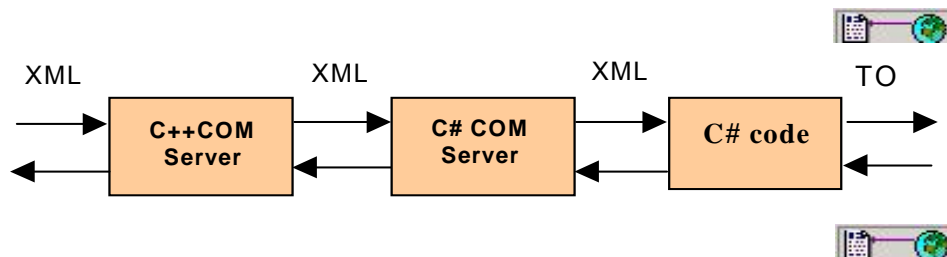 XML
XML
XML
TO
C++COM
Server
C# COM
Server
C# code